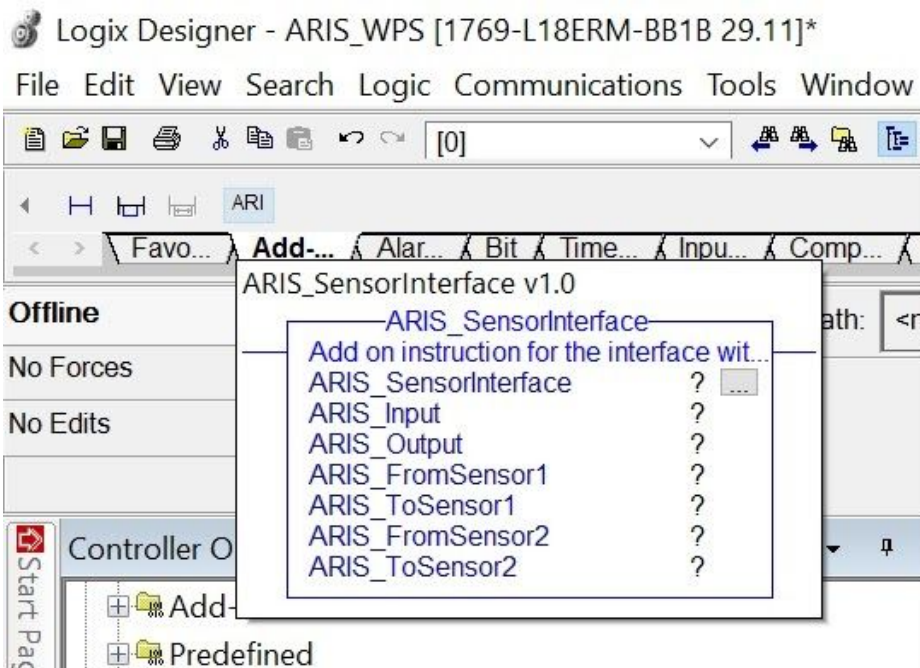 Logix Designer - ARIS_WPS [1769-L18ERM-BB1B 29.11]*
File Edit View Search Logic Communications Tools Window
[0]
ARI
Favo... Add-... Alar... Bit Time... Inpu... Comp...
ARIS_SensorInterface v1.0
Offline
ARIS_SensorInterface
ath: <r
Add on instruction for the interface wit...
No Forces
ARIS_SensorInterface ? ...
ARIS_Input ?
No Edits
ARIS_Output ?
ARIS_FromSensor1 ?
ARIS_ToSensor1 ?
ARIS_FromSensor2 ?
ARIS_ToSensor2 ?
Controller O
Start Pag
Add-
Predefined